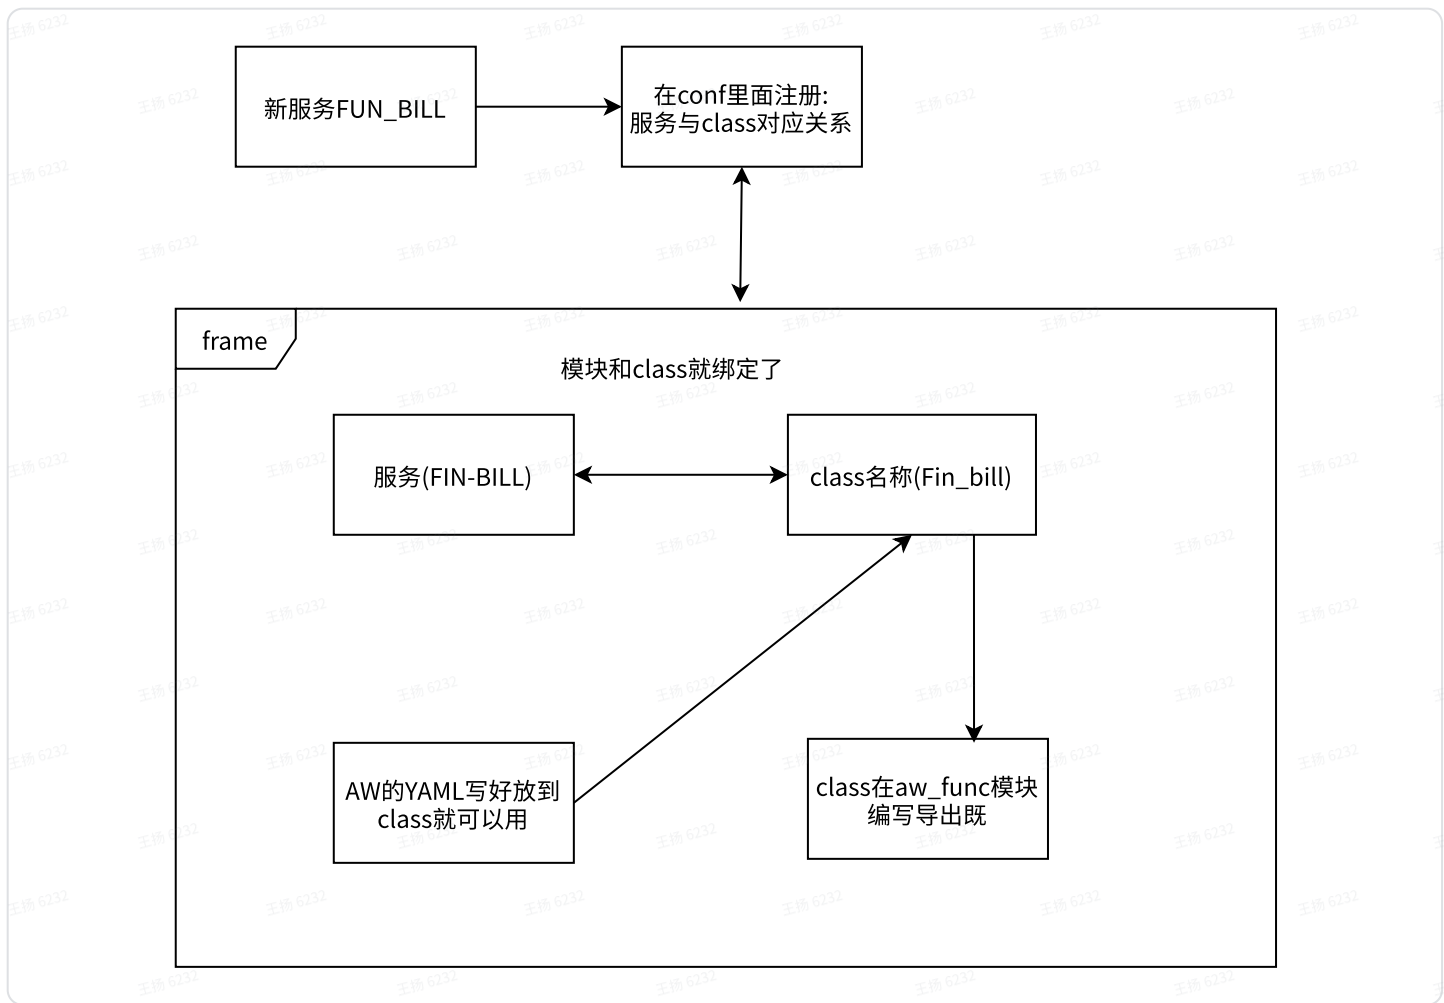 新服务FUN_BILL
在conf里面注册:
服务与class对应关系
frame
模块和class就绑定了
服务(FIN-BILL)
class名称(Fin_bill)
AW的YAML写好放到
class就可以用
class在aw_func模块
编写导出既
王扬 6232